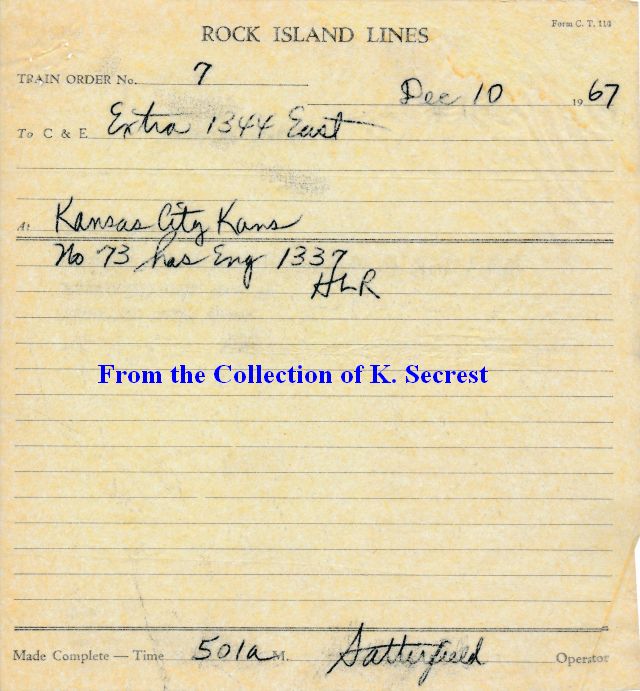 Form C. T. 110
ROCK ISLAND LINES
TRAIN ORDER No. 7
Dec 10 1967
To C & E Extra 1344 East
At Kansas City Kans
No 73 has Eng 1337
HLR
From the Collection of K. Secrest
Made Complete — Time 501a M. Satterfield Operator